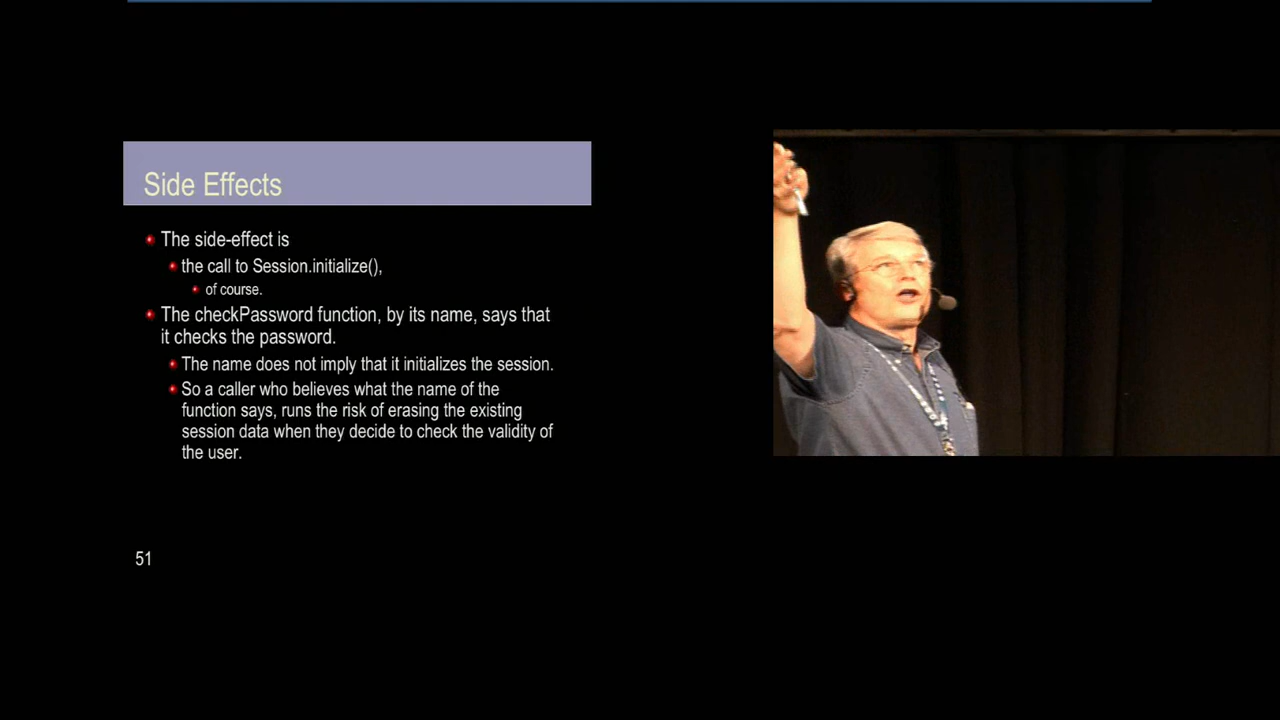 Side Effects
The side-effect is
the call to Session.initialize(),
of course.
The checkPassword function, by its name, says that
it checks the password.
The name does not imply that it initializes the session.
So a caller who believes what the name of the
function says, runs the risk of erasing the existing
session data when they decide to check the validity of
the user.
51